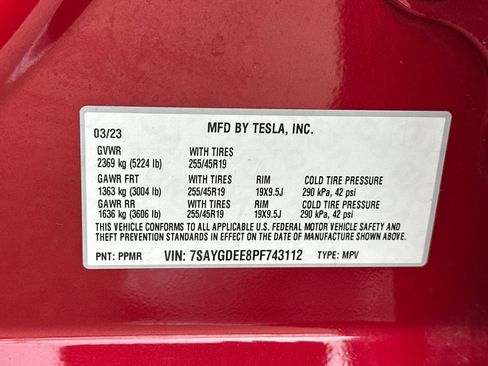 03/23 MFD BY TESLA, INC.
GVWR WITH TIRES
2369 kg (5224 lb) 255/45R19
GAWR FRT WITH TIRES RIM COLD TIRE PRESSURE
1363 kg (3004 lb) 255/45R19 19X9.5J 290 kPa, 42 psi
GAWR RR WITH TIRES RIM COLD TIRE PRESSURE
1636 kg (3606 lb) 255/45R19 19X9.5J 290 kPa, 42 psi
THIS VEHICLE CONFORMS TO ALL APPLICABLE U.S. FEDERAL MOTOR VEHICLE SAFETY AND
THEFT PREVENTION STANDARDS IN EFFECT ON THE DATE OF MANUFACTURE SHOWN ABOVE.
PNT: PPMR VIN: 7SAYGDEE8PF743112 TYPE: MPV